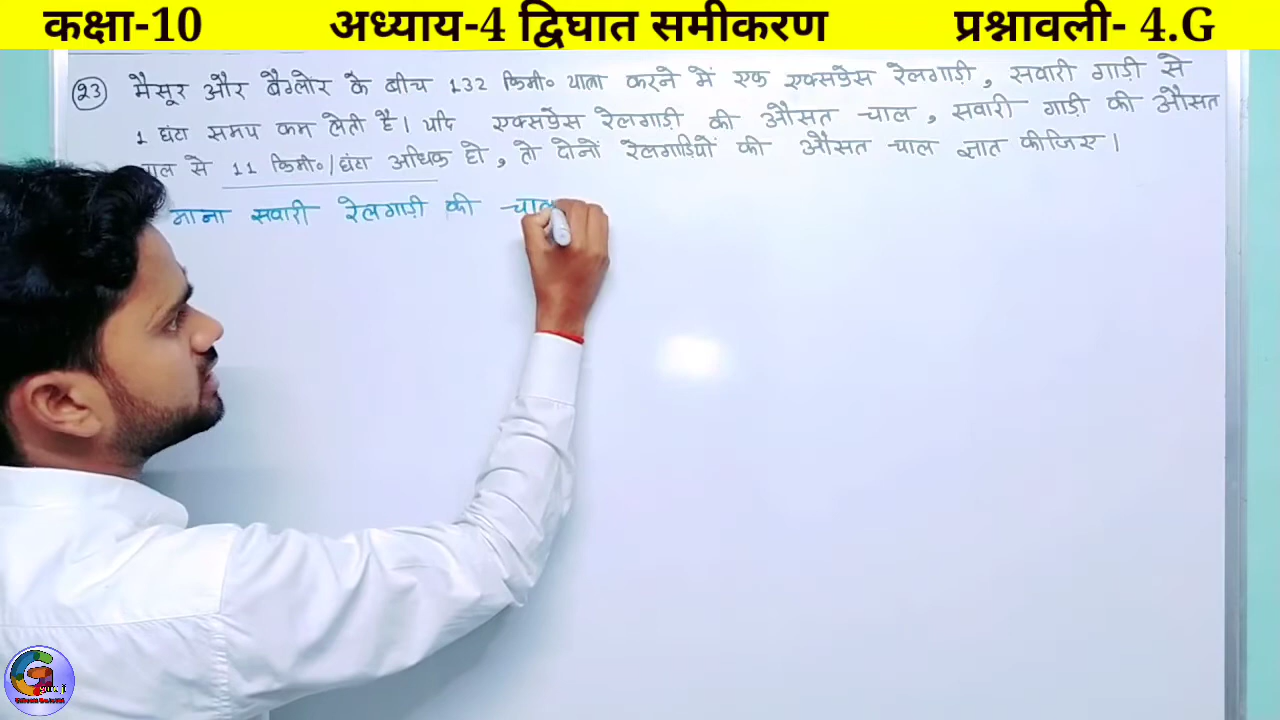 कक्षा-10 अध्याय-4 द्विघात समीकरण प्रश्नावली- 4.G
23 मैसूर और बैंग्लोर के बीच 132 किमी० यात्रा करने में एक एक्सप्रेस रेलगाड़ी, सवारी गाड़ी से
1 घंटा समय कम लेती है। यदि एक्सप्रेस रेलगाड़ी की औसत चाल, सवारी गाड़ी की औसत
चाल से 11 किमी०/घंटा अधिक हो, तो दोनों रेलगाडियों की औसत चाल ज्ञात कीजिए।
माना सवारी रेलगाड़ी की चाल